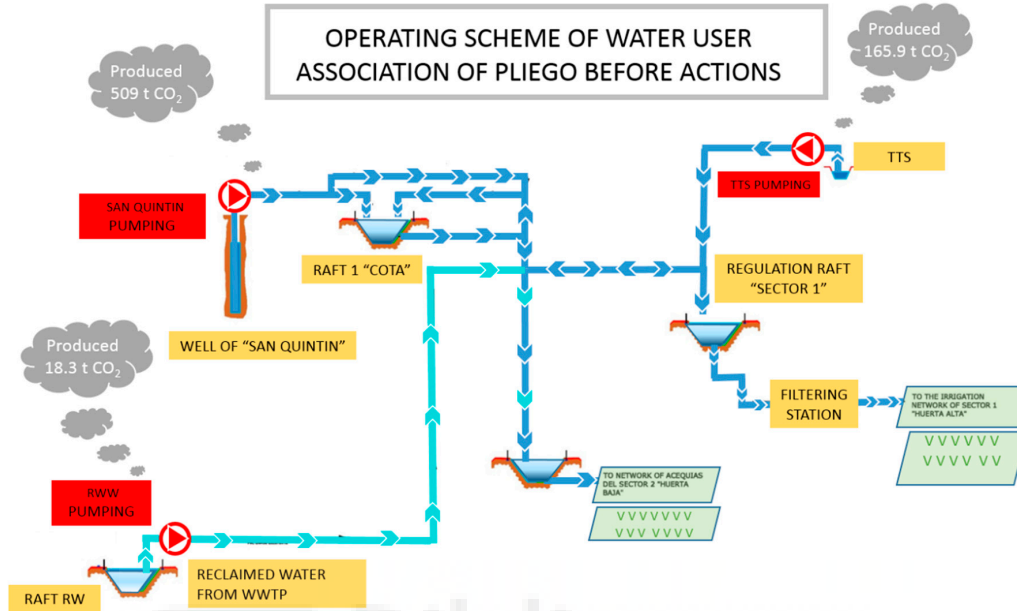 OPERATING SCHEME OF WATER USER
ASSOCIATION OF PLIEGO BEFORE ACTIONS
Produced
165.9 t CO₂
Produced
509 t CO₂
TTS
TTS PUMPING
SAN QUINTIN
PUMPING
RAFT 1 “COTA”
REGULATION RAFT
“SECTOR 1”
WELL OF “SAN QUINTIN”
Produced
18.3 t CO₂
FILTERING
STATION
TO THE IRRIGATION
NETWORK OF SECTOR 1
"HUERTA ALTA"
V V V V V V
V V V V V V
TO NETWORK OF ACEQUIAS
DEL SECTOR 2 "HUERTA
BAJA"
V V V V V V V
V V V V V V V
RWW
PUMPING
RECLAIMED WATER
FROM WWTP
RAFT RW